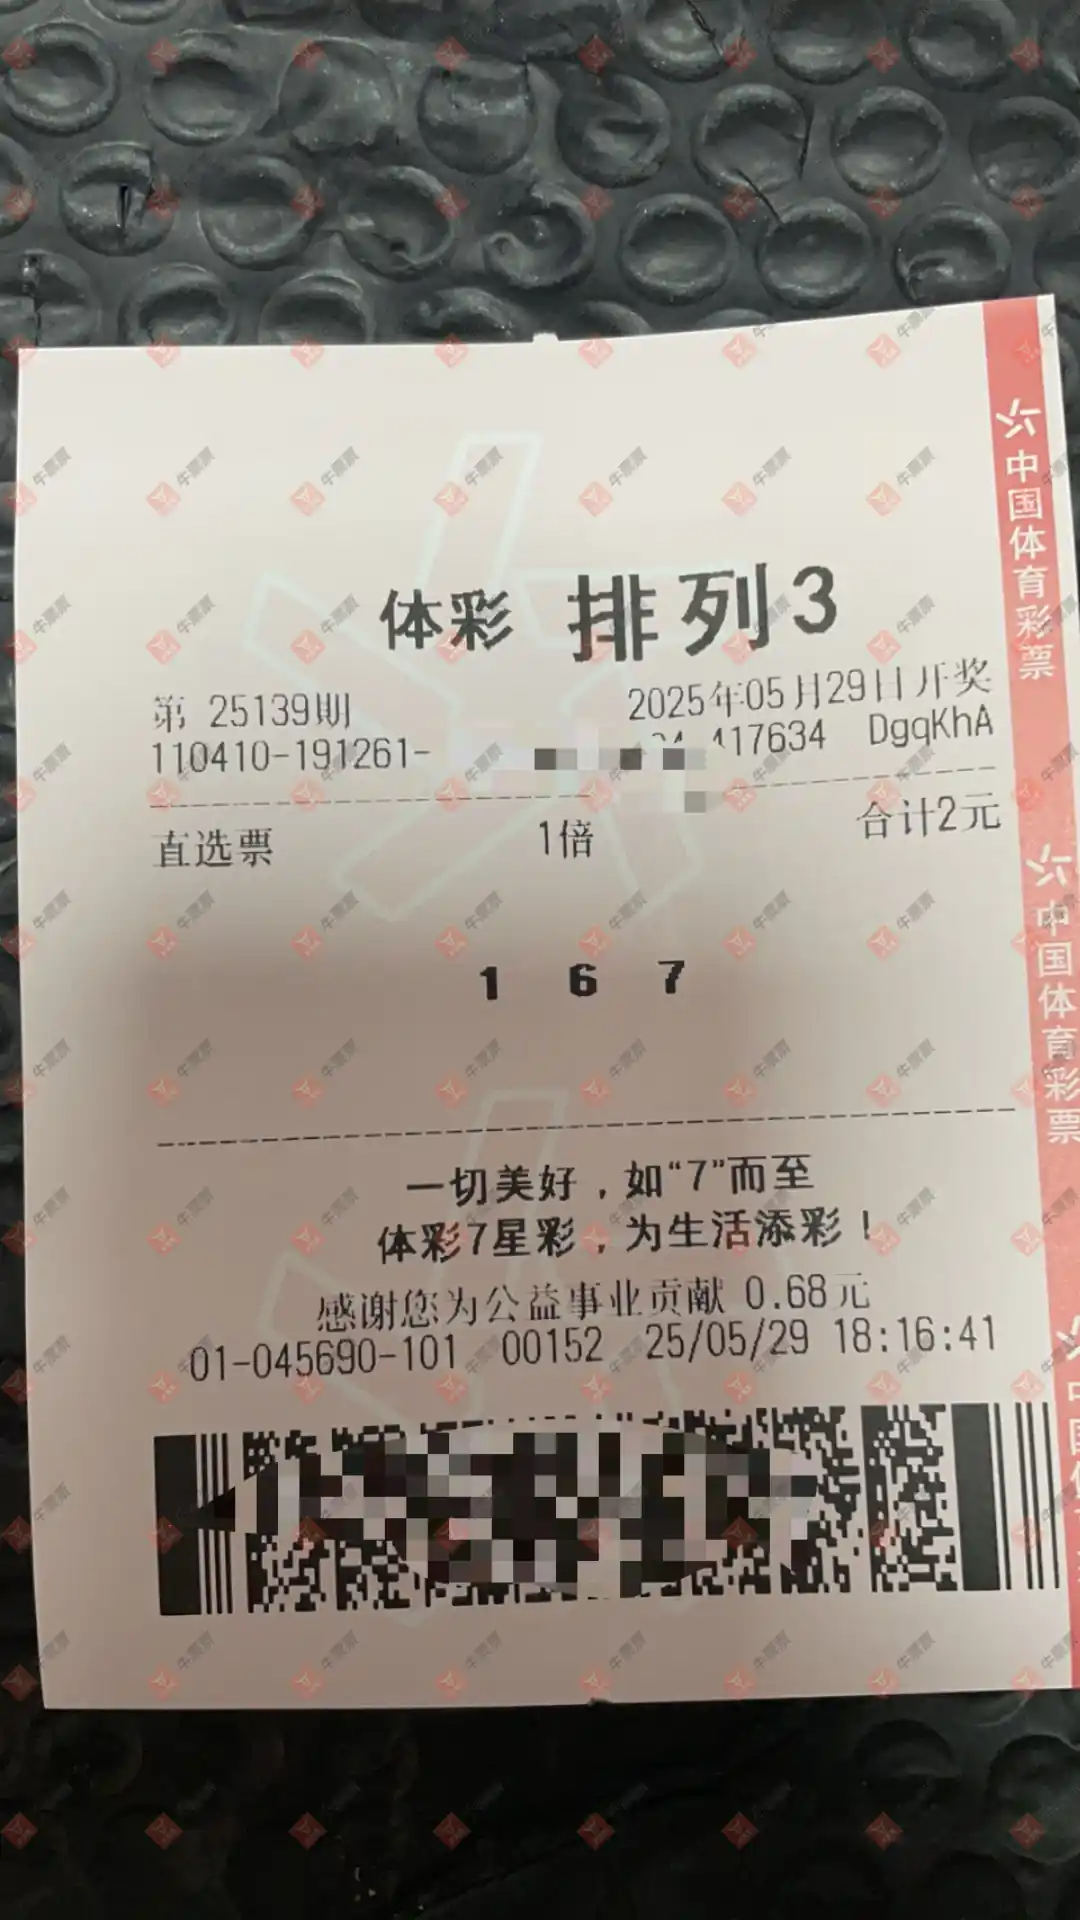 体彩 排列3
第 25139期 2025年05月29日开奖
110410-191261- 417634 DgqKhA
直选票 1倍 合计2元
1 6 7
一切美好，如“7”而至
体彩7星彩，为生活添彩！
感谢您为公益事业贡献 0.68元
01-045690-101 00152 25/05/29 18:16:41
中国体育彩票
中国体育彩票
牛票票